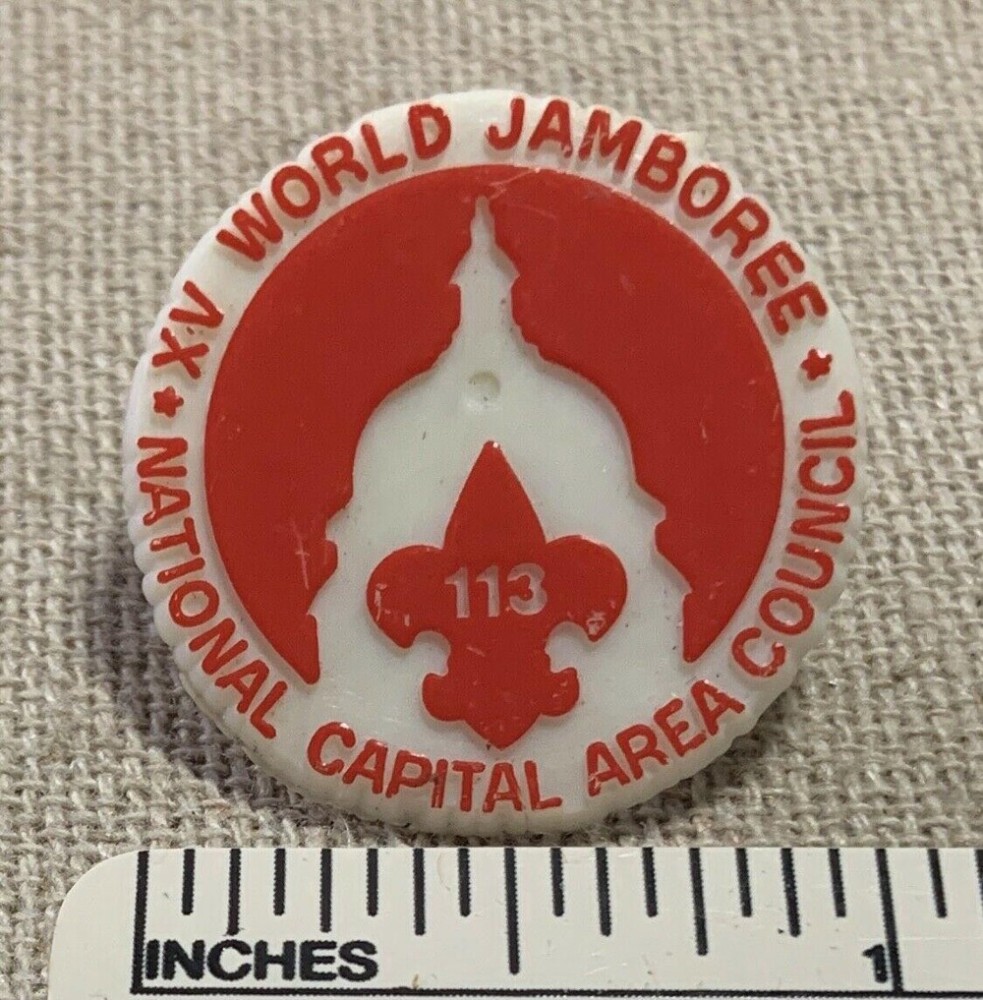 XV WORLD JAMBOREE
* NATIONAL CAPITAL AREA COUNCIL *
113
INCHES 1